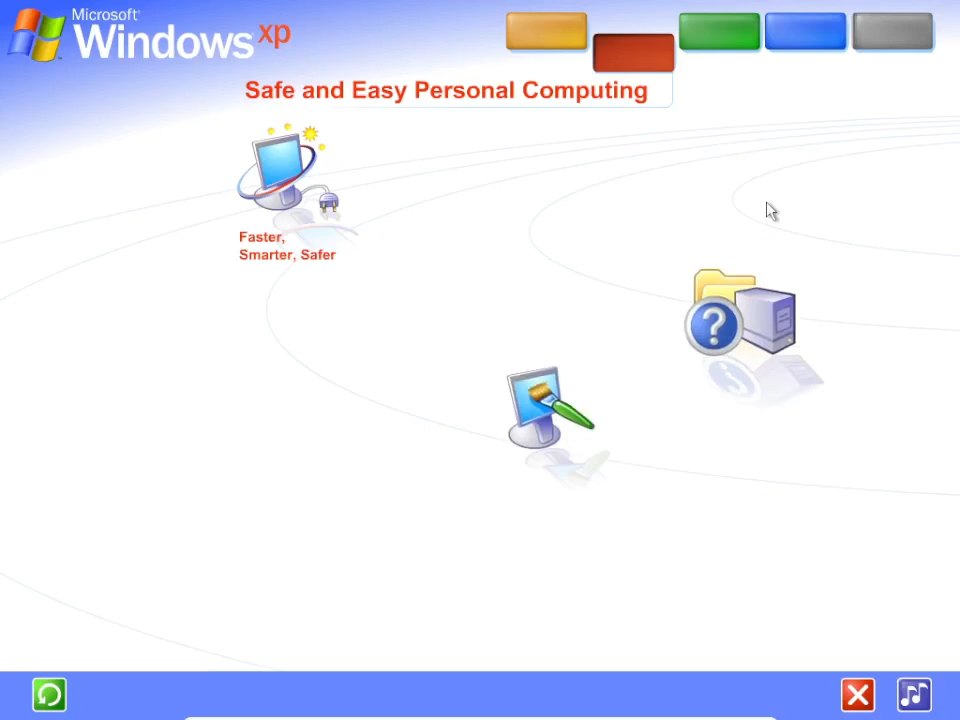 Microsoft®
Windows xp
Safe and Easy Personal Computing
Faster,
Smarter, Safer